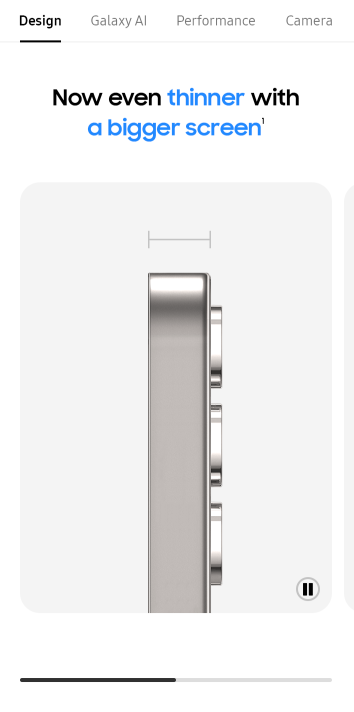 Design Galaxy AI Performance Camera
Now even thinner with
a bigger screen¹